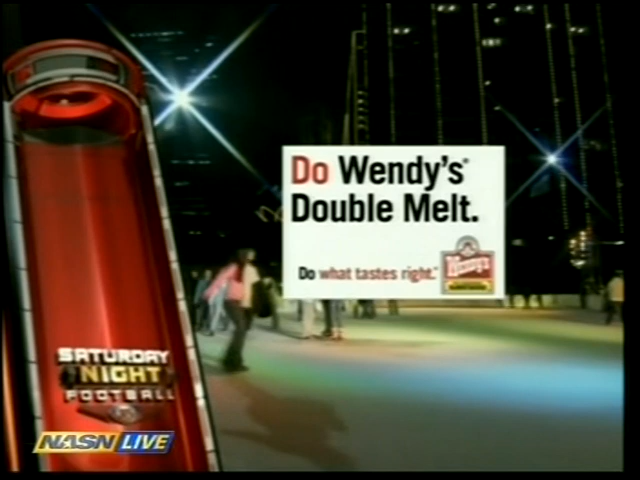 Do Wendy's®
Double Melt.
Do what tastes right.
Wendy's
SATURDAY
NIGHT
FOOTBALL
NASN LIVE